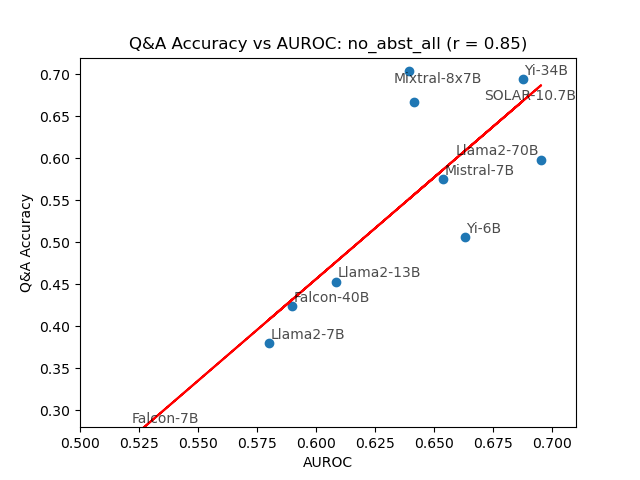 Q&A Accuracy vs AUROC: no_abst_all (r = 0.85)
0.70
0.65
0.60
0.55
0.50
0.45
0.40
0.35
0.30
Q&A Accuracy
Yi-34B
Mixtral-8x7B
SOLAR-10.7B
Llama2-70B
Mistral-7B
Yi-6B
Llama2-13B
Falcon-40B
Llama2-7B
Falcon-7B
0.500
0.525
0.550
0.575
0.600
0.625
0.650
0.675
0.700
AUROC